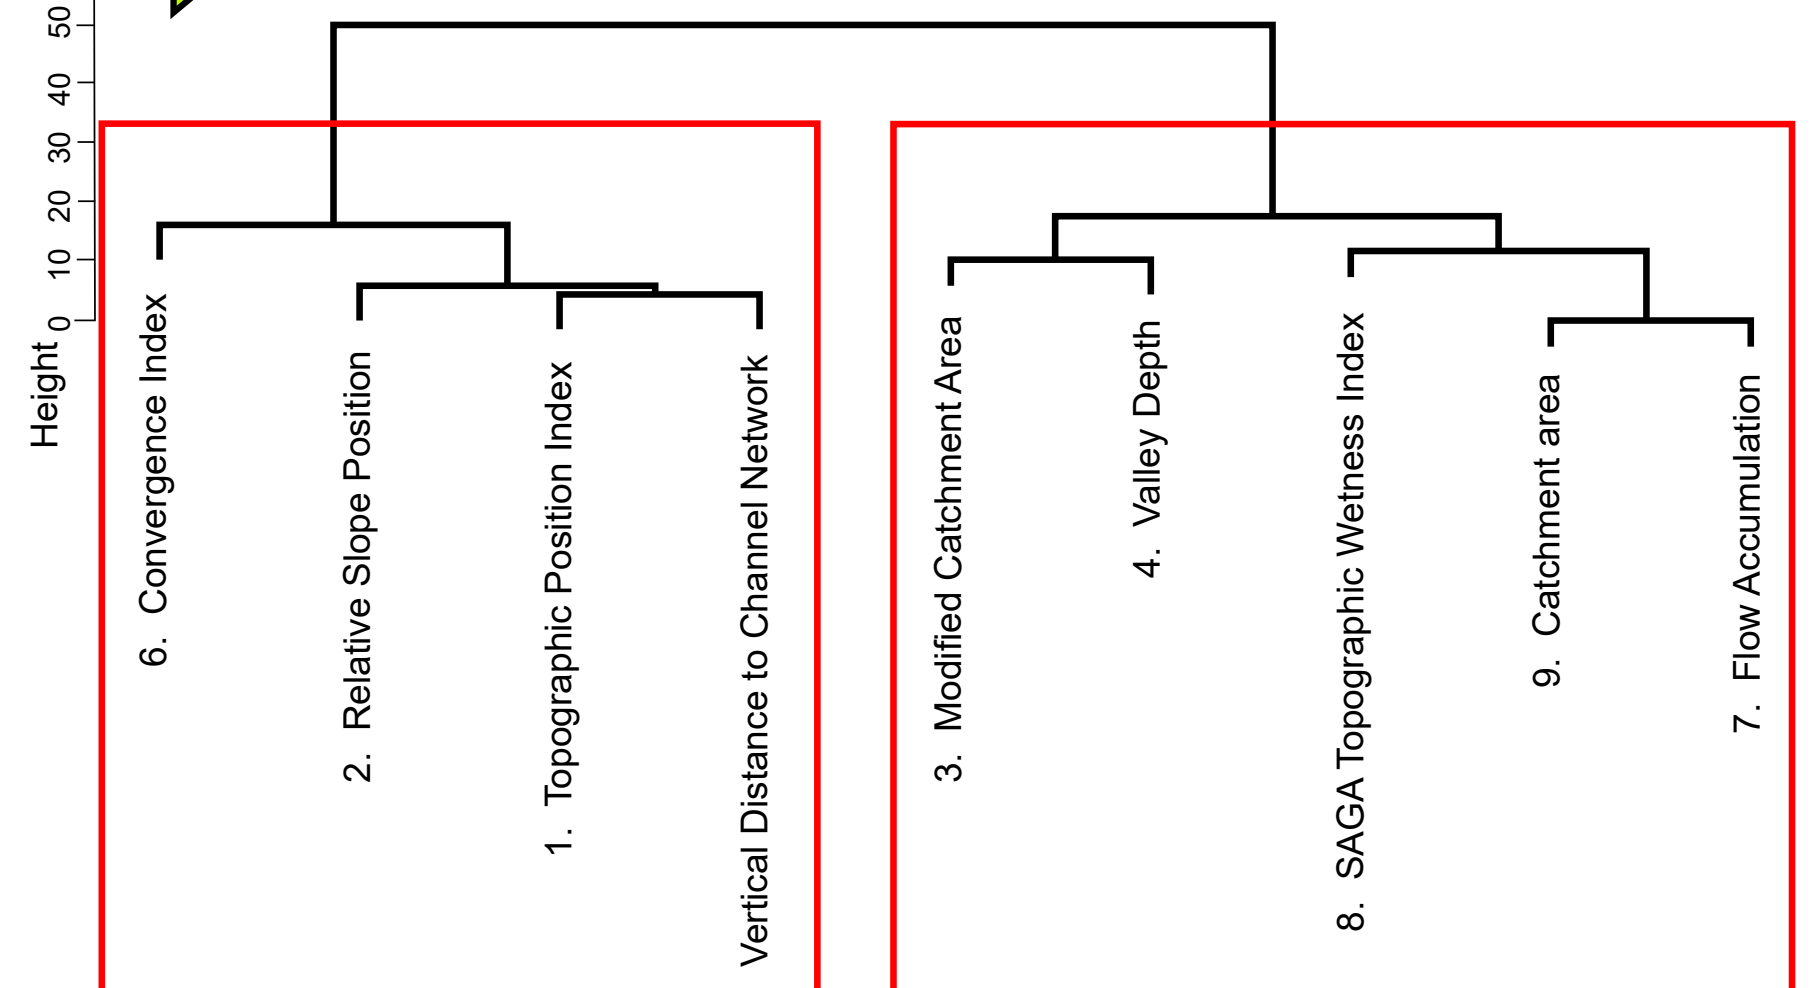 50
40
30
20
10
0
Height
6. Convergence Index
2. Relative Slope Position
1. Topographic Position Index
Vertical Distance to Channel Network
3. Modified Catchment Area
4. Valley Depth
8. SAGA Topographic Wetness Index
9. Catchment area
7. Flow Accumulation